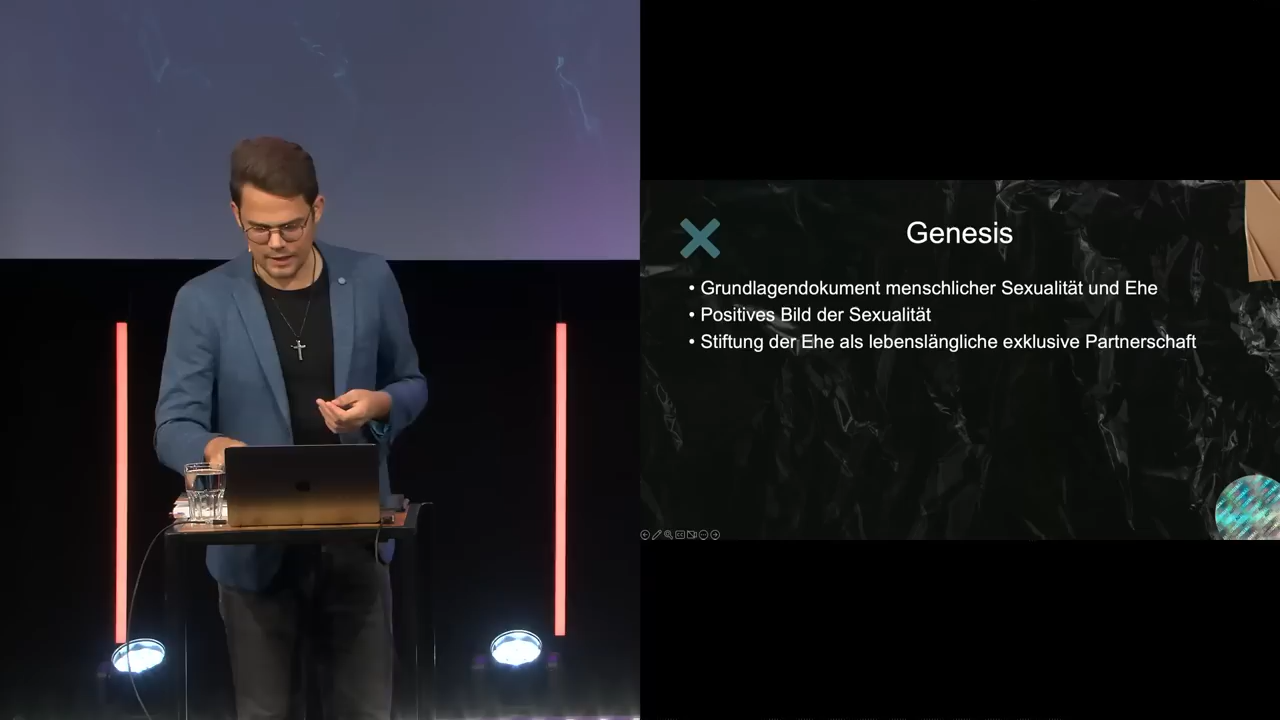 Genesis
• Grundlagendokument menschlicher Sexualität und Ehe
• Positives Bild der Sexualität
• Stiftung der Ehe als lebenslängliche exklusive Partnerschaft